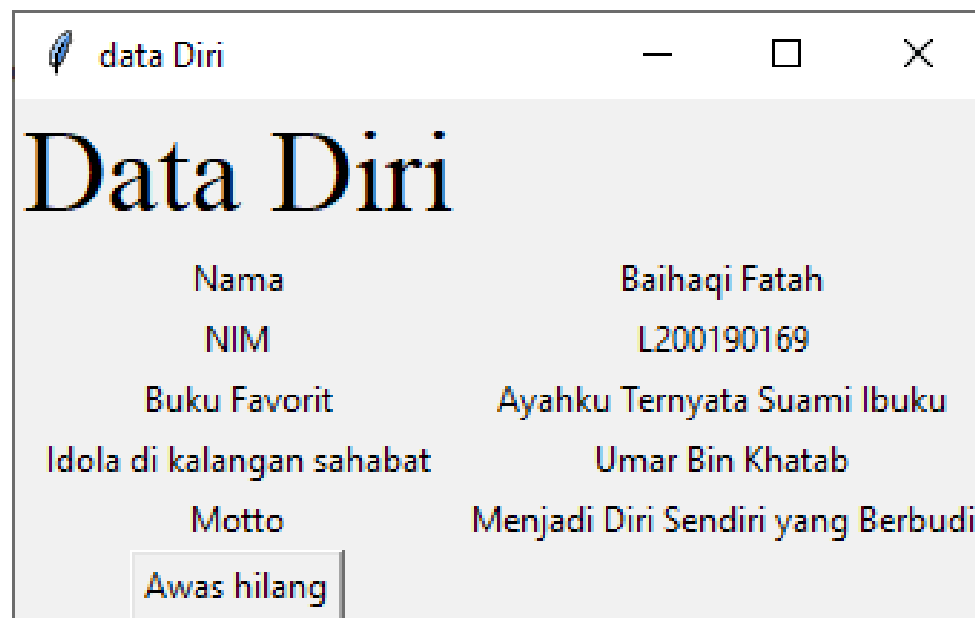 data Diri
Data Diri
Nama Baihaqi Fatah
NIM L200190169
Buku Favorit Ayahku Ternyata Suami Ibuku
Idola di kalangan sahabat Umar Bin Khatab
Motto Menjadi Diri Sendiri yang Berbudi
Awas hilang